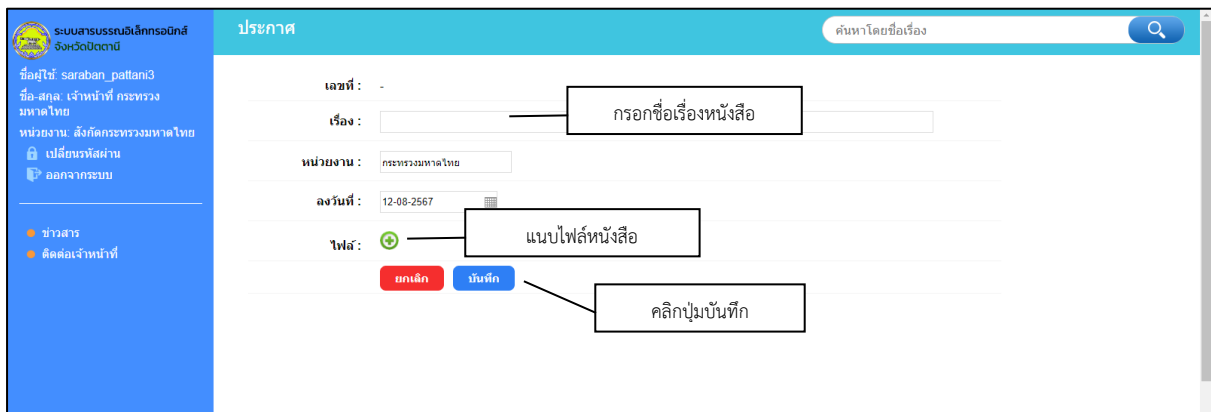 ระบบสารบรรณอิเล็กทรอนิกส์
จังหวัดปัตตานี
ชื่อผู้ใช้: saraban_pattani3
ชื่อ-สกุล: เจ้าหน้าที่ กระทรวง
มหาดไทย
หน่วยงาน: สังกัดกระทรวงมหาดไทย
เปลี่ยนรหัสผ่าน
ออกจากระบบ
ข่าวสาร
ติดต่อเจ้าหน้าที่
ประกาศ
ค้นหาโดยชื่อเรื่อง
เลขที่ : -
เรื่อง :
กรอกชื่อเรื่องหนังสือ
หน่วยงาน : กระทรวงมหาดไทย
ลงวันที่ : 12-08-2567
ไฟล์ :
แนบไฟล์หนังสือ
ยกเลิก บันทึก
คลิกปุ่มบันทึก